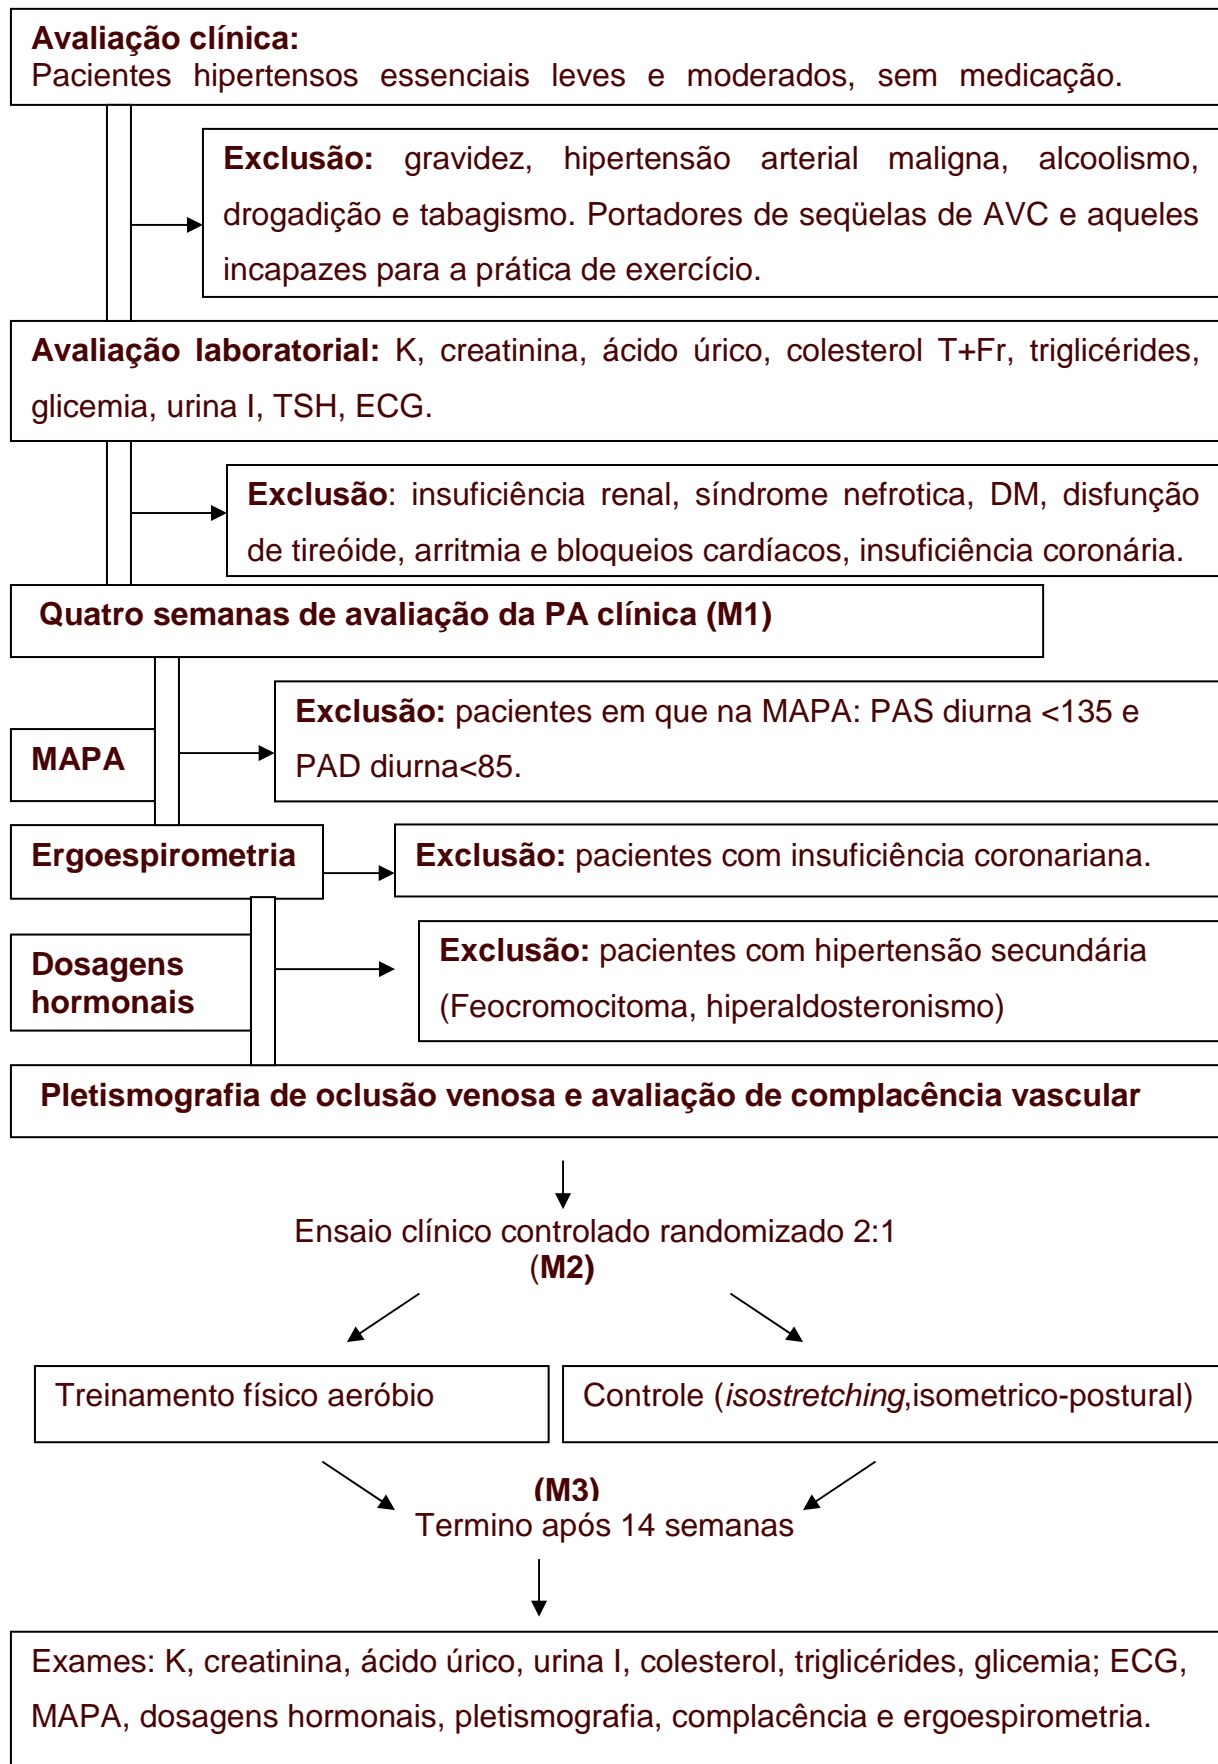 Avaliação clínica:
Pacientes hipertensos essenciais leves e moderados, sem medicação.
Exclusão: gravidez, hipertensão arterial maligna, alcoolismo,
drogadição e tabagismo. Portadores de seqüelas de AVC e aqueles
incapazes para a prática de exercício.
Avaliação laboratorial: K, creatinina, ácido úrico, colesterol T+Fr, triglicérides,
glicemia, urina I, TSH, ECG.
Exclusão: insuficiência renal, síndrome nefrotica, DM, disfunção
de tireóide, arritmia e bloqueios cardíacos, insuficiência coronária.
Quatro semanas de avaliação da PA clínica (M1)
MAPA
Exclusão: pacientes em que na MAPA: PAS diurna <135 e
PAD diurna<85.
Ergoespirometria
Exclusão: pacientes com insuficiência coronariana.
Dosagens
hormonais
Exclusão: pacientes com hipertensão secundária
(Feocromocitoma, hiperaldosteronismo)
Pletismografia de oclusão venosa e avaliação de complacência vascular
Ensaio clínico controlado randomizado 2:1
(M2)
Treinamento físico aeróbio
Controle (isostretching,isometrico-postural)
(M3)
Termino após 14 semanas
Exames: K, creatinina, ácido úrico, urina I, colesterol, triglicérides, glicemia; ECG,
MAPA, dosagens hormonais, pletismografia, complacência e ergoespirometria.